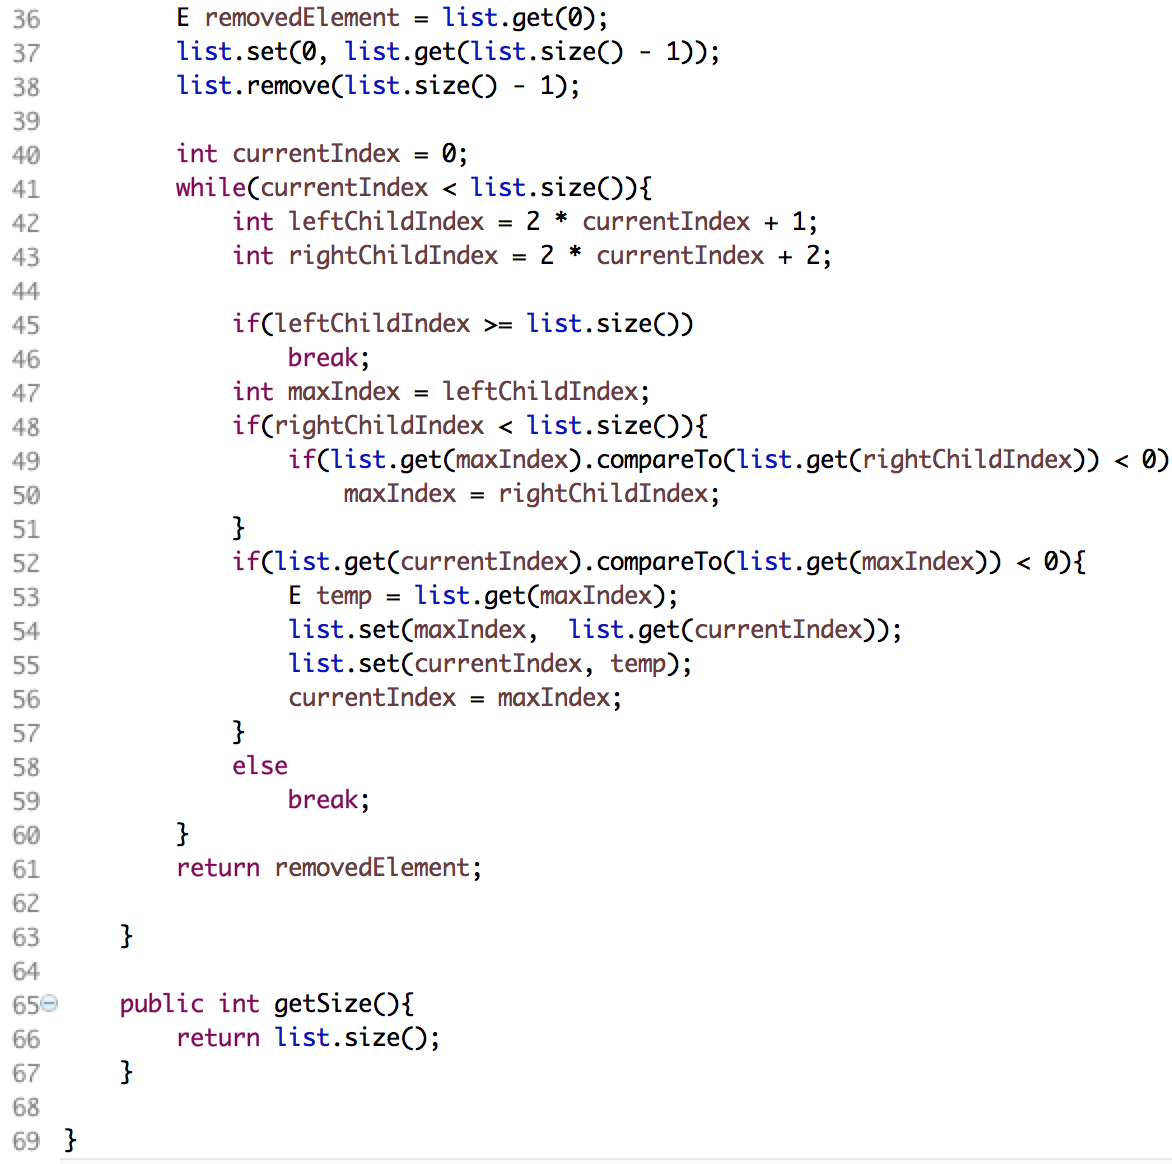 36 E removedElement = list.get(0);
37 list.set(0, list.get(list.size() - 1));
38 list.remove(list.size() - 1);
39
40 int currentIndex = 0;
41 while(currentIndex < list.size()){
42 int leftChildIndex = 2 * currentIndex + 1;
43 int rightChildIndex = 2 * currentIndex + 2;
44
45 if(leftChildIndex >= list.size())
46 break;
47 int maxIndex = leftChildIndex;
48 if(rightChildIndex < list.size()){
49 if(list.get(maxIndex).compareTo(list.get(rightChildIndex)) < 0)
50 maxIndex = rightChildIndex;
51 }
52 if(list.get(currentIndex).compareTo(list.get(maxIndex)) < 0){
53 E temp = list.get(maxIndex);
54 list.set(maxIndex,  list.get(currentIndex));
55 list.set(currentIndex, temp);
56 currentIndex = maxIndex;
57 }
58 else
59 break;
60 }
61 return removedElement;
62
63 }
64
65 public int getSize(){
66 return list.size();
67 }
68
69 }